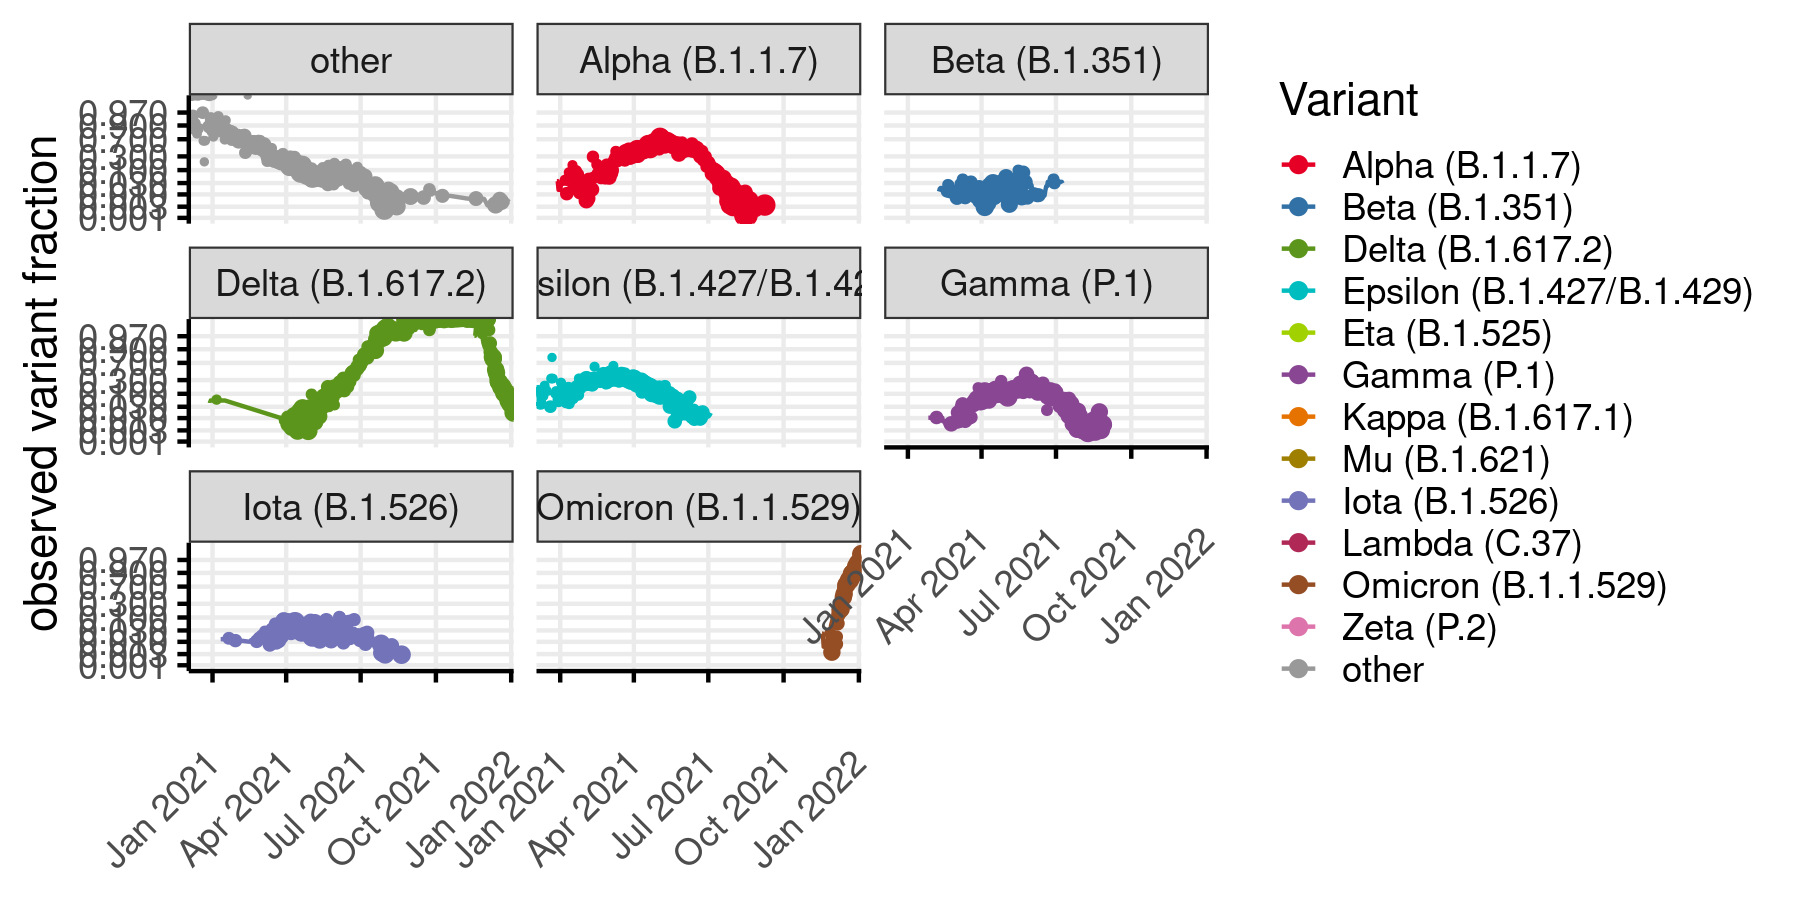 other
Alpha (B.1.1.7)
Beta (B.1.351)
0.970
0.001
Delta (B.1.617.2)
silon (B.1.427/B.1.42
Gamma (P.1)
0.970
0.001
Iota (B.1.526)
Omicron (B.1.1.529)
0.970
0.001
Jan 2021
Apr 2021
Jul 2021
Oct 2021
Jan 2022
Jan 2021
Apr 2021
Jul 2021
Oct 2021
Jan 2022
Jan 2021
Apr 2021
Jul 2021
Oct 2021
Jan 2022
observed variant fraction
Variant
Alpha (B.1.1.7)
Beta (B.1.351)
Delta (B.1.617.2)
Epsilon (B.1.427/B.1.429)
Eta (B.1.525)
Gamma (P.1)
Kappa (B.1.617.1)
Mu (B.1.621)
Iota (B.1.526)
Lambda (C.37)
Omicron (B.1.1.529)
Zeta (P.2)
other